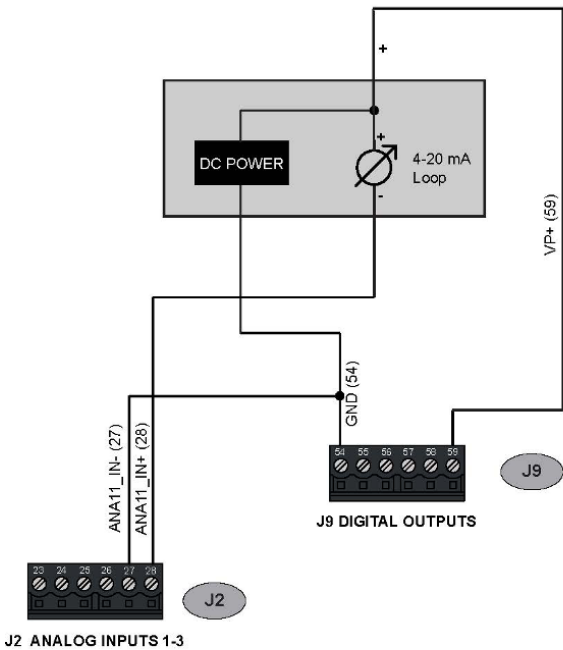 +
DC POWER
+
4-20 mA
Loop
-
VP+ (59)
GND (54)
ANA11_IN- (27)
ANA11_IN+ (28)
54 55 56 57 58 59
J9
J9 DIGITAL OUTPUTS
23 24 25 26 27 28
J2
J2 ANALOG INPUTS 1-3